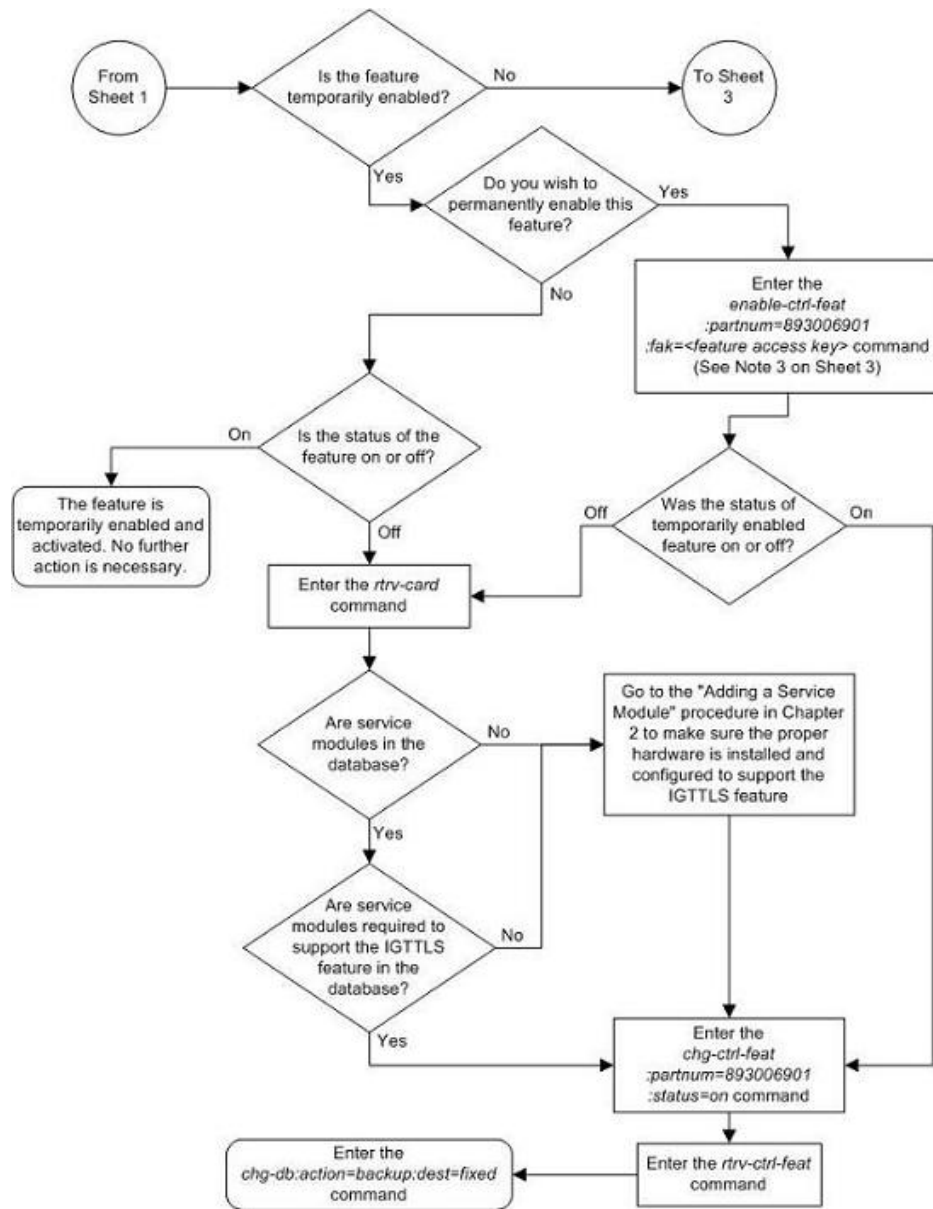 From
Sheet 1
Is the feature
temporarily enabled?
No
To Sheet
3
Yes
Do you wish to
permanently enable this
feature?
Yes
No
Enter the
enable-ctrl-feat
:partnum=893006901
:fak=<feature access key> command
(See Note 3 on Sheet 3)
On
Is the status of the
feature on or off?
The feature is
temporarily enabled and
activated. No further
action is necessary.
Off
Off
Was the status of
temporarily enabled
feature on or off?
On
Enter the rtrv-card
command
Are service
modules in the
database?
No
Go to the "Adding a Service
Module" procedure in Chapter
2 to make sure the proper
hardware is installed and
configured to support the
IGTTLS feature
Yes
Are service
modules required to
support the IGTTLS
feature in the
database?
No
Yes
Enter the
chg-ctrl-feat
:partnum=893006901
:status=on command
Enter the
chg-db:action=backup:dest=fixed
command
Enter the rtrv-ctrl-feat
command